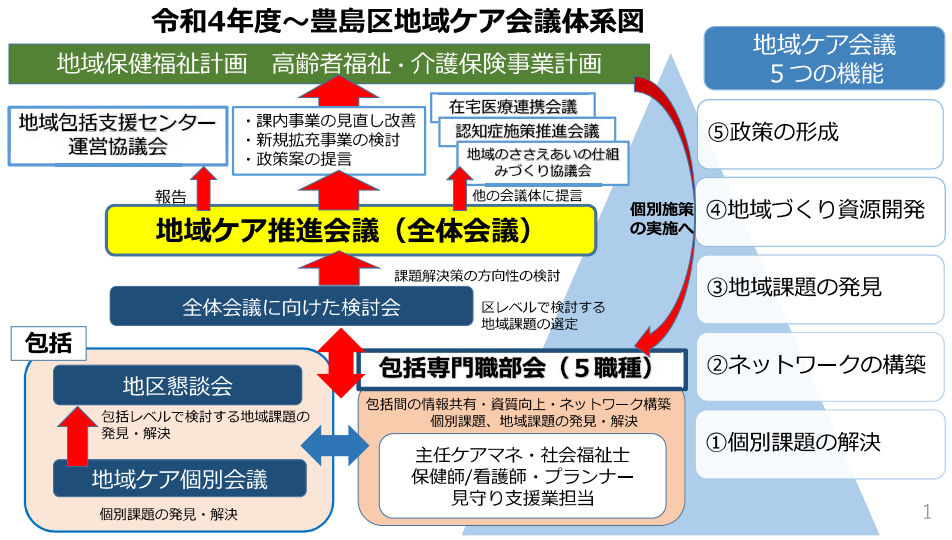 令和4年度～豊島区地域ケア会議体系図
地域保健福祉計画　高齢者福祉・介護保険事業計画
地域包括支援センター
運営協議会
・課内事業の見直し改善
・新規拡充事業の検討
・政策案の提言
在宅医療連携会議
認知症施策推進会議
地域のささえあいの仕組
みづくり協議会
報告
他の会議体に提言
地域ケア推進会議（全体会議）
個別施策
の実施へ
課題解決策の方向性の検討
全体会議に向けた検討会
区レベルで検討する
地域課題の選定
包括
地区懇談会
包括レベルで検討する地域課題の
発見・解決
地域ケア個別会議
個別課題の発見・解決
包括専門職部会（５職種）
包括間の情報共有・資質向上・ネットワーク構築
個別課題、地域課題の発見・解決
主任ケアマネ・社会福祉士
保健師/看護師・プランナー
見守り支援業担当
地域ケア会議
５つの機能
⑤政策の形成
④地域づくり資源開発
③地域課題の発見
②ネットワークの構築
①個別課題の解決
1